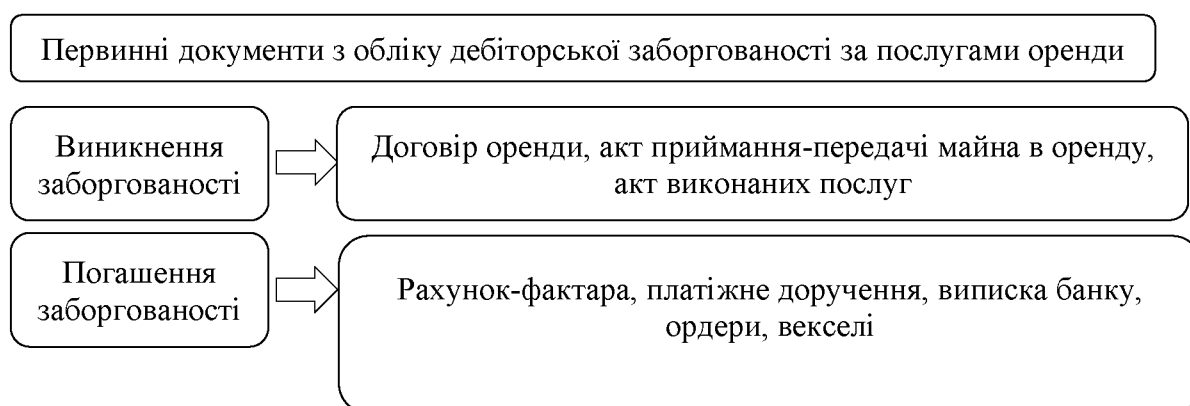 Первинні документи з обліку дебіторської заборгованості за послугами оренди
Виникнення
заборгованості
Договір оренди, акт приймання-передачі майна в оренду,
акт виконаних послуг
Погашення
заборгованості
Рахунок-фактара, платіжне доручення, виписка банку,
ордери, векселі